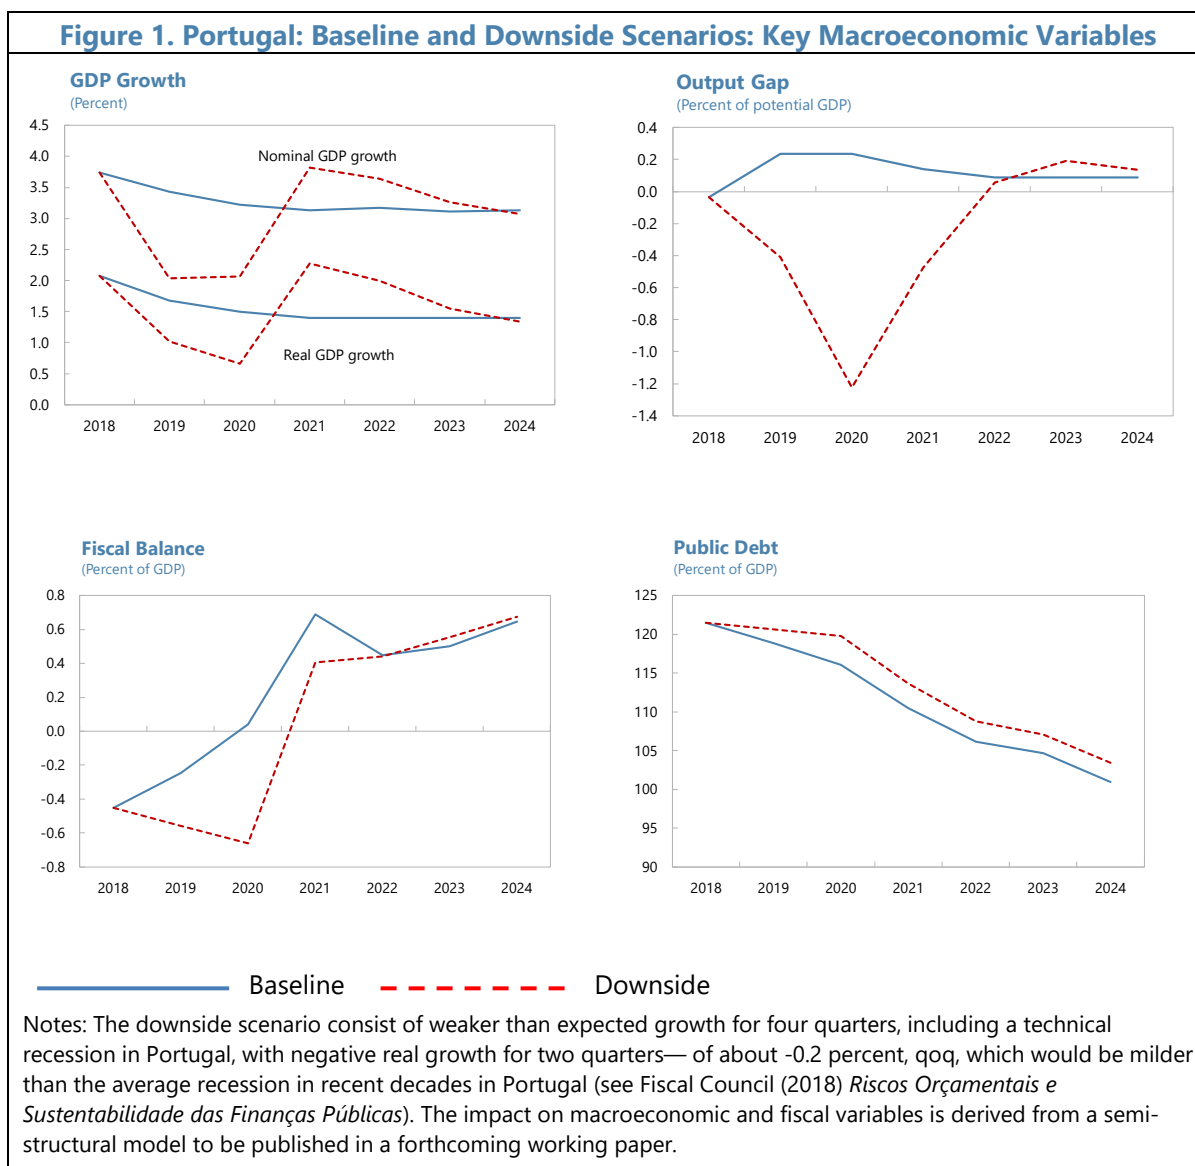 Figure 1. Portugal: Baseline and Downside Scenarios: Key Macroeconomic Variables
GDP Growth
(Percent)
4.5
4.0
3.5
3.0
2.5
2.0
1.5
1.0
0.5
0.0
Nominal GDP growth
Real GDP growth
2018 2019 2020 2021 2022 2023 2024
Output Gap
(Percent of potential GDP)
0.4
0.2
0.0
-0.2
-0.4
-0.6
-0.8
-1.0
-1.2
-1.4
2018 2019 2020 2021 2022 2023 2024
Fiscal Balance
(Percent of GDP)
0.8
0.6
0.4
0.2
0.0
-0.2
-0.4
-0.6
-0.8
2018 2019 2020 2021 2022 2023 2024
Public Debt
(Percent of GDP)
125
120
115
110
105
100
95
90
2018 2019 2020 2021 2022 2023 2024
Baseline Downside
Notes: The downside scenario consist of weaker than expected growth for four quarters, including a technical
recession in Portugal, with negative real growth for two quarters— of about -0.2 percent, qoq, which would be milder
than the average recession in recent decades in Portugal (see Fiscal Council (2018) Riscos Orçamentais e
Sustentabilidade das Finanças Públicas). The impact on macroeconomic and fiscal variables is derived from a semi-
structural model to be published in a forthcoming working paper.